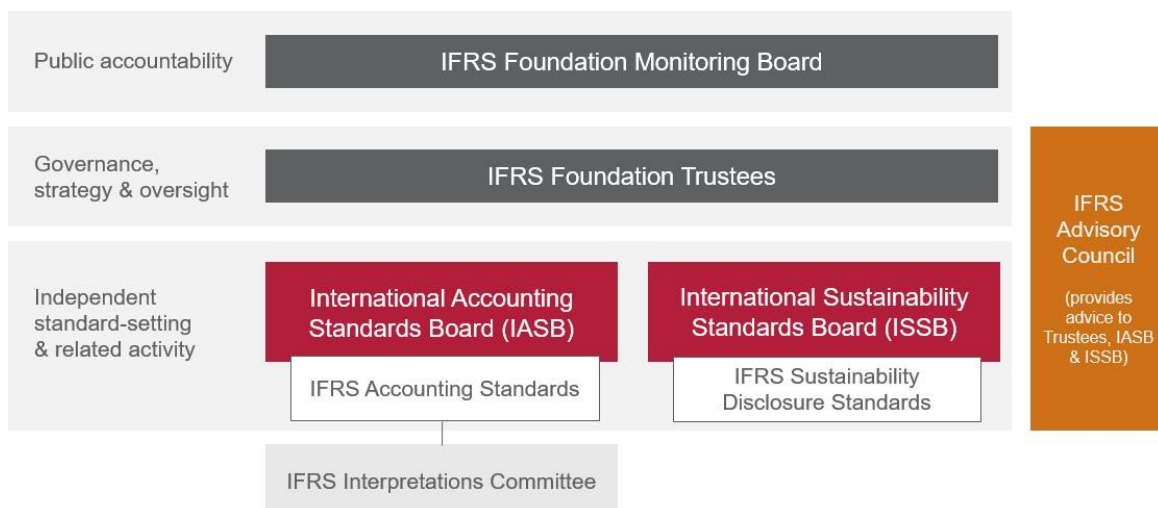 Public accountability
IFRS Foundation Monitoring Board
Governance,
strategy & oversight
IFRS Foundation Trustees
Independent
standard-setting
& related activity
International Accounting
Standards Board (IASB)
IFRS Accounting Standards
International Sustainability
Standards Board (ISSB)
IFRS Sustainability
Disclosure Standards
IFRS Interpretations Committee
IFRS
Advisory
Council
(provides
advice to
Trustees, IASB
& ISSB)